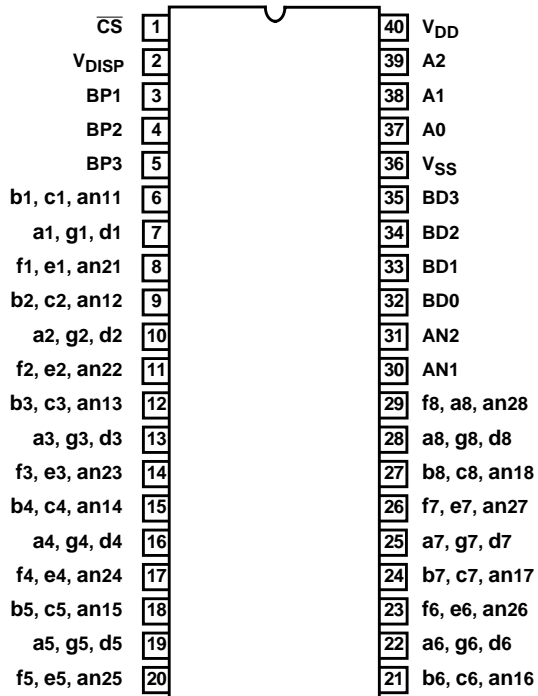 CS 1 40 VDD
VDISP 2 39 A2
BP1 3 38 A1
BP2 4 37 A0
BP3 5 36 VSS
b1, c1, an11 6 35 BD3
a1, g1, d1 7 34 BD2
f1, e1, an21 8 33 BD1
b2, c2, an12 9 32 BD0
a2, g2, d2 10 31 AN2
f2, e2, an22 11 30 AN1
b3, c3, an13 12 29 f8, a8, an28
a3, g3, d3 13 28 a8, g8, d8
f3, e3, an23 14 27 b8, c8, an18
b4, c4, an14 15 26 f7, e7, an27
a4, g4, d4 16 25 a7, g7, d7
f4, e4, an24 17 24 b7, c7, an17
b5, c5, an15 18 23 f6, e6, an26
a5, g5, d5 19 22 a6, g6, d6
f5, e5, an25 20 21 b6, c6, an16